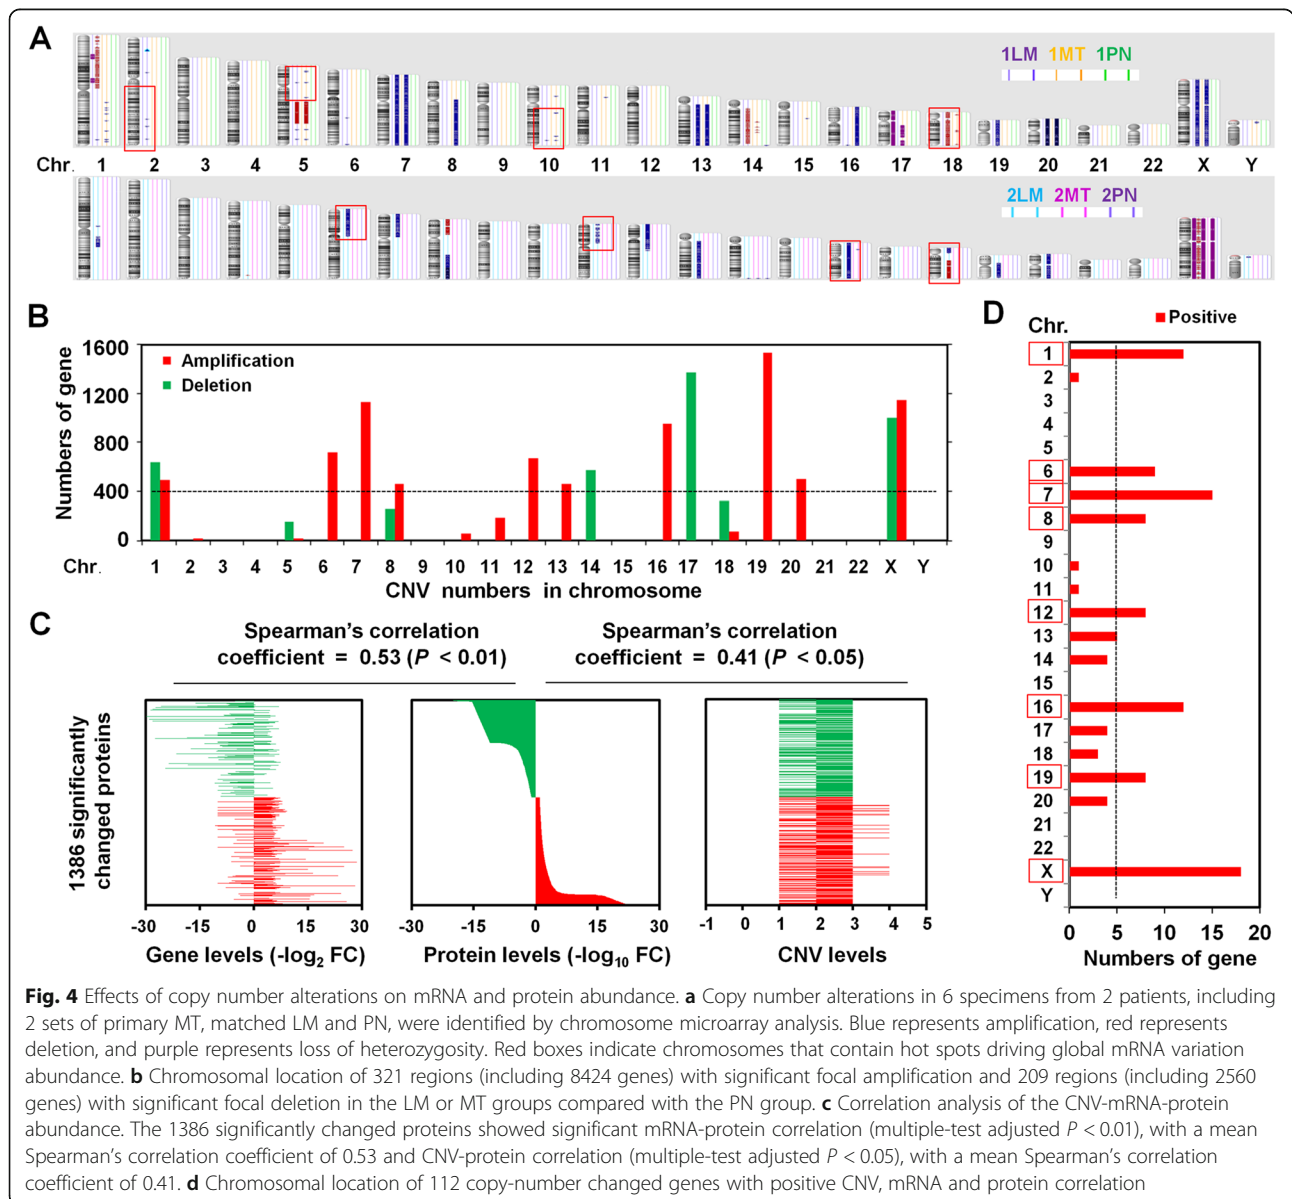 A
1LM 1MT 1PN
Chr. 1 2 3 4 5 6 7 8 9 10 11 12 13 14 15 16 17 18 19 20 21 22 X Y
2LM 2MT 2PN
B
Numbers of gene
1600
1200
800
400
0
Amplification
Deletion
Chr. 1 2 3 4 5 6 7 8 9 10 11 12 13 14 15 16 17 18 19 20 21 22 X Y
CNV numbers in chromosome
C
Spearman's correlation
coefficient = 0.53 (P < 0.01)
Spearman's correlation
coefficient = 0.41 (P < 0.05)
1386 significantly
changed proteins
-30 -15 0 15 30
Gene levels (-log2 FC)
-30 -15 0 15 30
Protein levels (-log10 FC)
-1 0 1 2 3 4 5
CNV levels
D
Chr.
Positive
1
2
3
4
5
6
7
8
9
10
11
12
13
14
15
16
17
18
19
20
21
22
X
Y
0 5 10 15 20
Numbers of gene
Fig. 4 Effects of copy number alterations on mRNA and protein abundance. a Copy number alterations in 6 specimens from 2 patients, including
2 sets of primary MT, matched LM and PN, were identified by chromosome microarray analysis. Blue represents amplification, red represents
deletion, and purple represents loss of heterozygosity. Red boxes indicate chromosomes that contain hot spots driving global mRNA variation
abundance. b Chromosomal location of 321 regions (including 8424 genes) with significant focal amplification and 209 regions (including 2560
genes) with significant focal deletion in the LM or MT groups compared with the PN group. c Correlation analysis of the CNV-mRNA-protein
abundance. The 1386 significantly changed proteins showed significant mRNA-protein correlation (multiple-test adjusted P < 0.01), with a mean
Spearman's correlation coefficient of 0.53 and CNV-protein correlation (multiple-test adjusted P < 0.05), with a mean Spearman's correlation
coefficient of 0.41. d Chromosomal location of 112 copy-number changed genes with positive CNV, mRNA and protein correlation